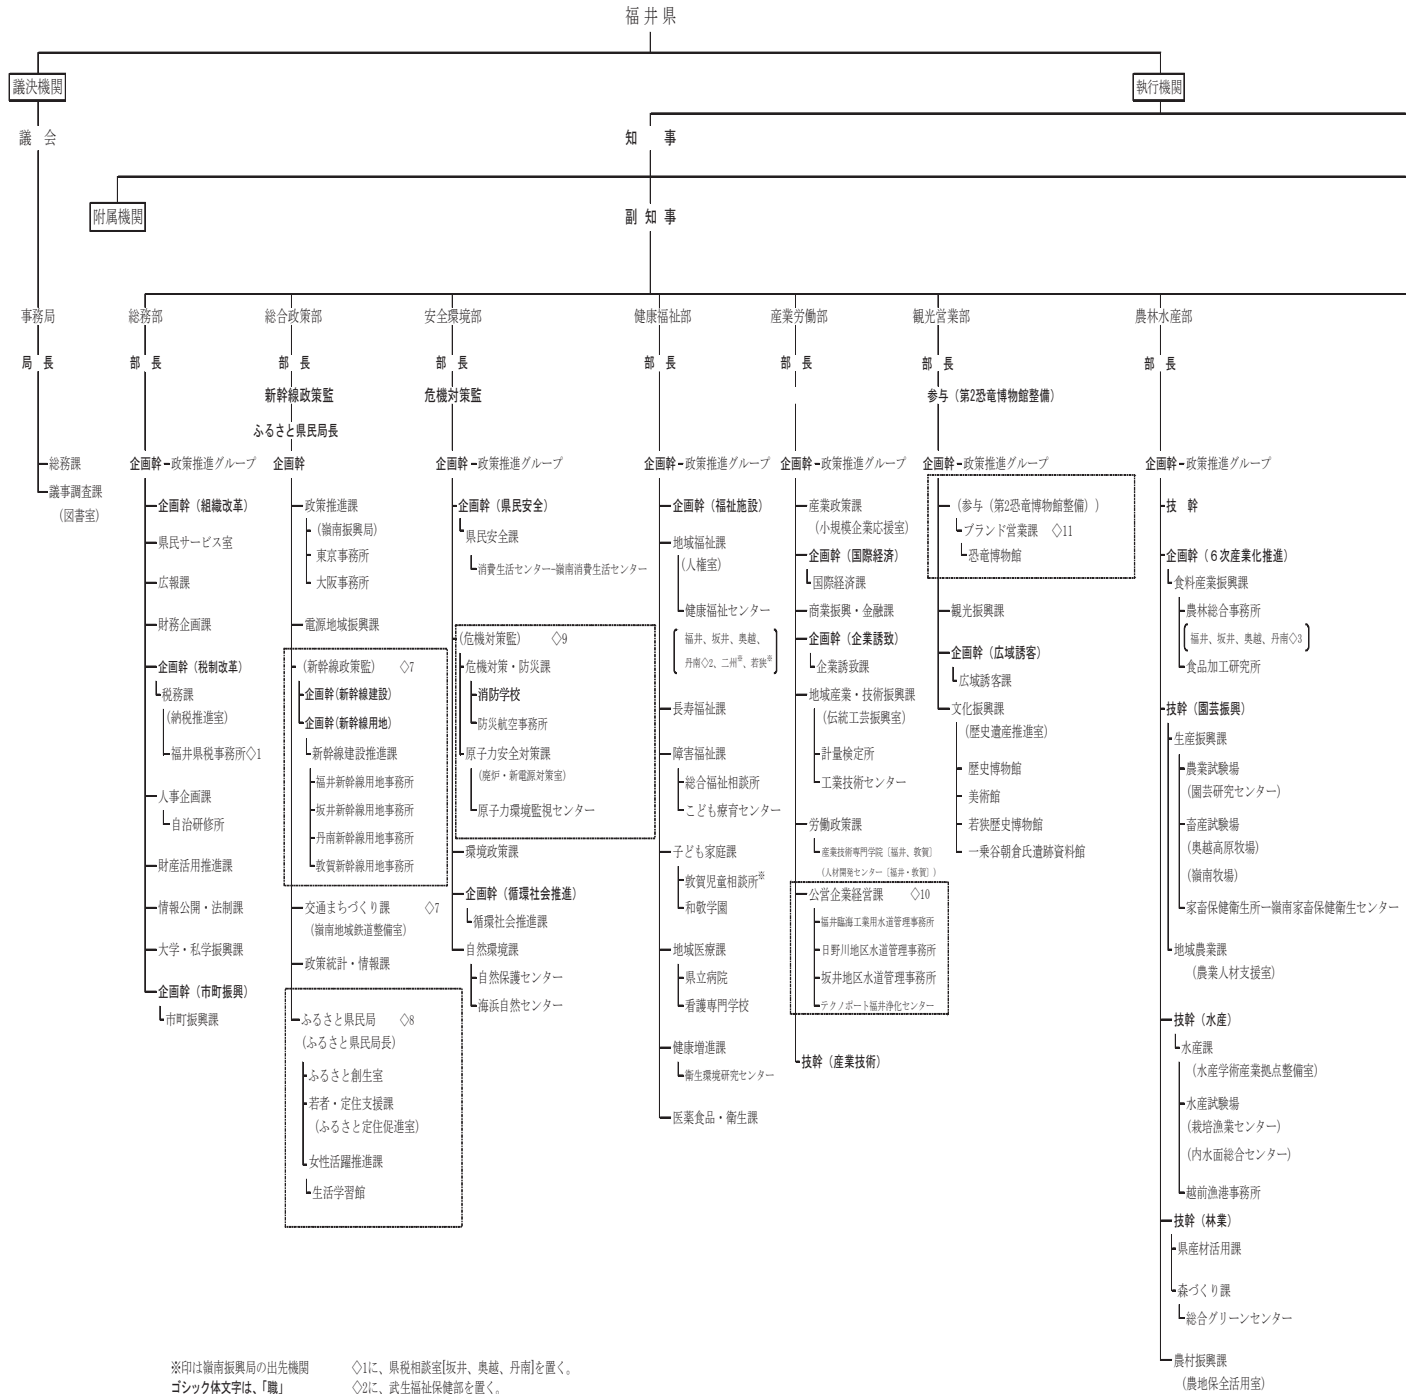 福井県
議決機関
執行機関
議　会
知　事
附属機関
副 知 事
事務局
局　長
総務課
議事調査課
(図書室)
総務部
部　長
企画幹－政策推進グループ
企画幹（組織改革）
県民サービス室
広報課
財務企画課
企画幹（税制改革）
税務課
(納税推進室)
福井県税事務所◇1
人事企画課
自治研修所
財産活用推進課
情報公開・法制課
大学・私学振興課
企画幹（市町振興）
市町振興課
総合政策部
部　長
新幹線政策監
ふるさと県民局長
企画幹
政策推進課
(嶺南振興局)
東京事務所
大阪事務所
電源地域振興課
(新幹線政策監)　◇7
企画幹(新幹線建設)
企画幹(新幹線用地)
新幹線建設推進課
福井新幹線用地事務所
坂井新幹線用地事務所
丹南新幹線用地事務所
敦賀新幹線用地事務所
交通まちづくり課　◇7
(嶺南地域鉄道整備室)
政策統計・情報課
ふるさと県民局　◇8
(ふるさと県民局長)
ふるさと創生室
若者・定住支援課
(ふるさと定住促進室)
女性活躍推進課
生活学習館
安全環境部
部　長
危機対策監
企画幹－政策推進グループ
企画幹（県民安全）
県民安全課
消費生活センター－嶺南消費生活センター
(危機対策監)　◇9
危機対策・防災課
消防学校
防災航空事務所
原子力安全対策課
(廃炉・新電源対策室)
原子力環境監視センター
環境政策課
企画幹（循環社会推進）
循環社会推進課
自然環境課
自然保護センター
海浜自然センター
健康福祉部
部　長
企画幹－政策推進グループ
企画幹（福祉施設）
地域福祉課
(人権室)
健康福祉センター
福井、坂井、奥越、
丹南◇2、二州※、若狭※
長寿福祉課
障害福祉課
総合福祉相談所
こども療育センター
子ども家庭課
敦賀児童相談所※
和敬学園
地域医療課
県立病院
看護専門学校
健康増進課
衛生環境研究センター
医薬食品・衛生課
産業労働部
部　長
企画幹－政策推進グループ
産業政策課
(小規模企業応援室)
企画幹（国際経済）
国際経済課
商業振興・金融課
企画幹（企業誘致）
企業誘致課
地域産業・技術振興課
(伝統工芸振興室)
計量検定所
工業技術センター
労働政策課
産業技術専門学院〔福井、敦賀〕
(人材開発センター〔福井・敦賀〕)
公営企業経営課　◇10
福井臨海工業用水道管理事務所
日野川地区水道管理事務所
坂井地区水道管理事務所
テクノポート福井浄化センター
技幹（産業技術）
観光営業部
部　長
参与（第2恐竜博物館整備）
企画幹－政策推進グループ
(参与（第2恐竜博物館整備）)
ブランド営業課　◇11
恐竜博物館
観光振興課
企画幹（広域誘客）
広域誘客課
文化振興課
(歴史遺産推進室)
歴史博物館
美術館
若狭歴史博物館
一乗谷朝倉氏遺跡資料館
農林水産部
部　長
企画幹－政策推進グループ
技　幹
企画幹（６次産業化推進）
食料産業振興課
農林総合事務所
福井、坂井、奥越、丹南◇3
食品加工研究所
技幹（園芸振興）
生産振興課
農業試験場
(園芸研究センター)
畜産試験場
(奥越高原牧場)
(嶺南牧場)
家畜保健衛生所ー嶺南家畜保健衛生センター
地域農業課
(農業人材支援室)
技幹（水産）
水産課
(水産学術産業拠点整備室)
水産試験場
(栽培漁業センター)
(内水面総合センター)
越前漁港事務所
技幹（林業）
県産材活用課
森づくり課
総合グリーンセンター
農村振興課
(農地保全活用室)
※印は嶺南振興局の出先機関　　◇1に、県税相談室[坂井、奥越、丹南]を置く。
ゴシック体文字は、「職」　　◇2に、武生福祉保健部を置く。